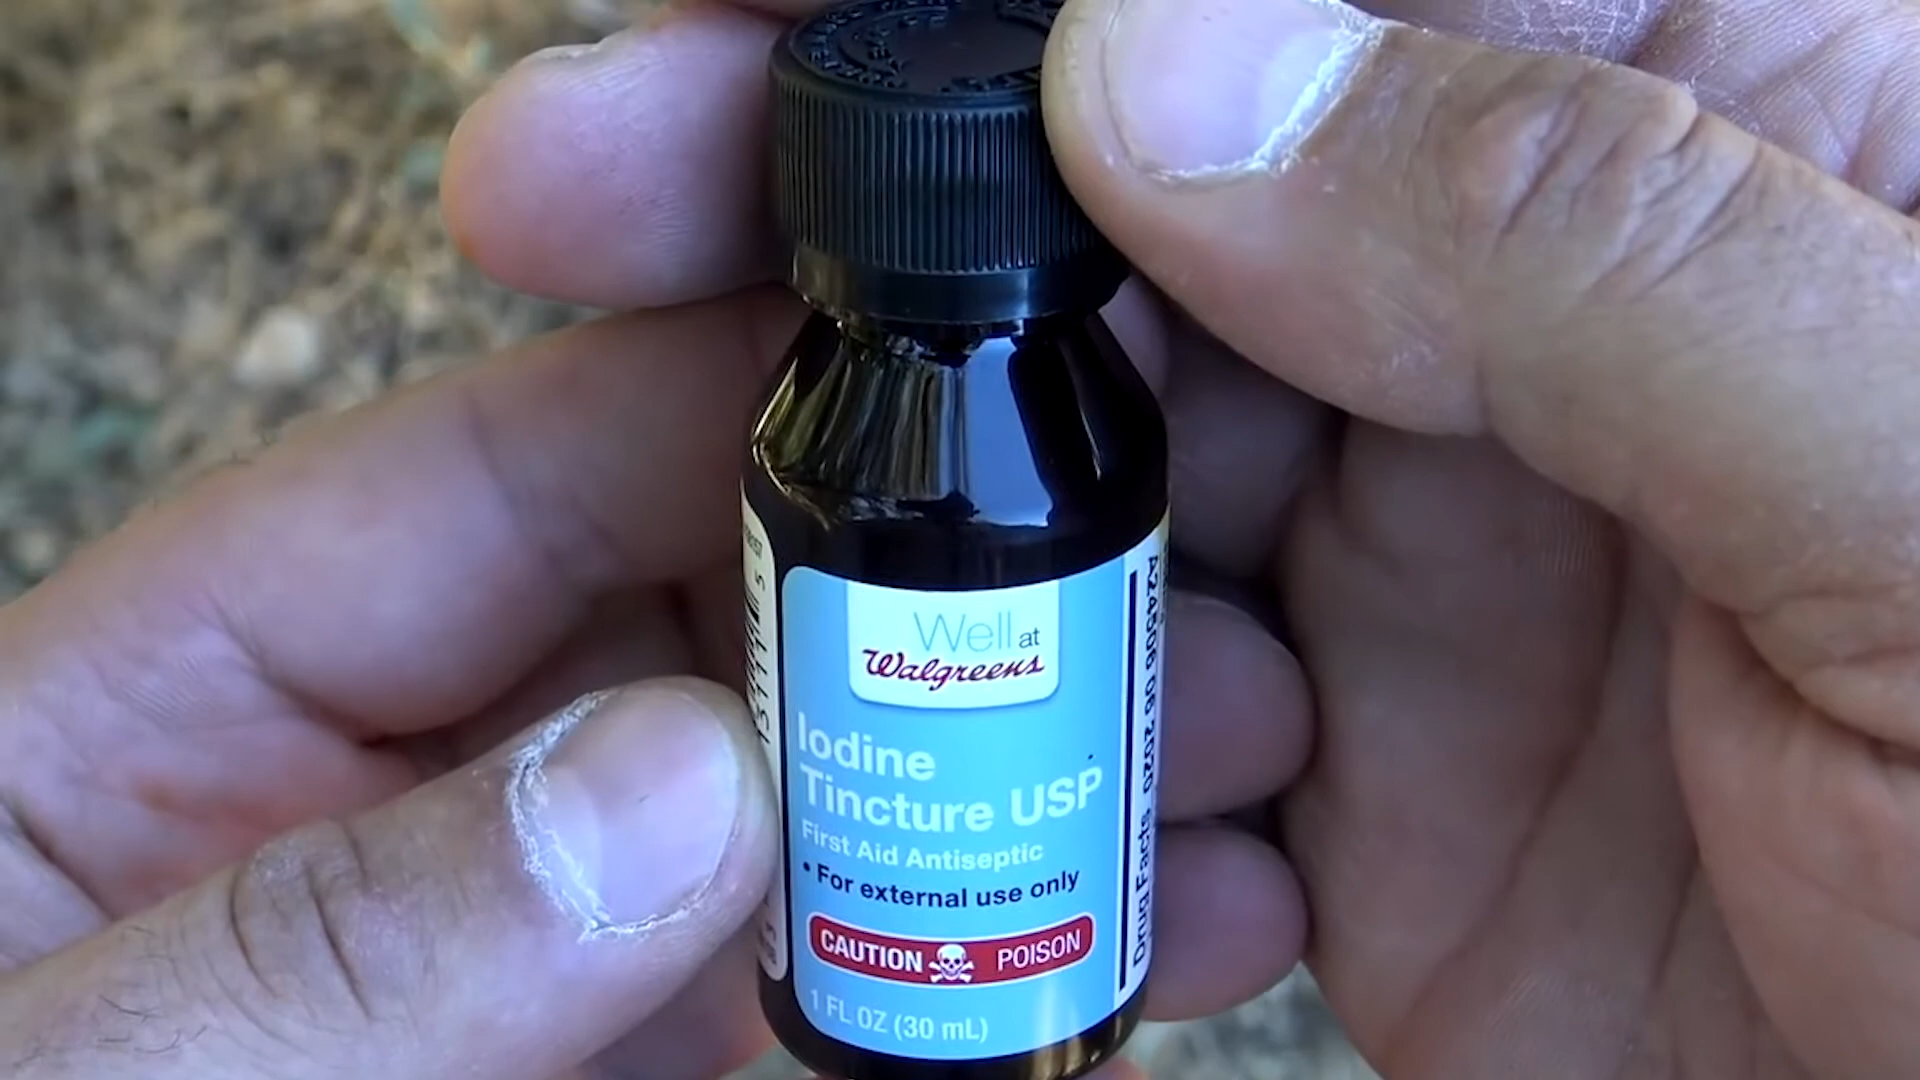 Well at
Walgreens
Iodine
Tincture USP
First Aid Antiseptic
• For external use only
CAUTION POISON
1 FL OZ (30 mL)
Drug Facts